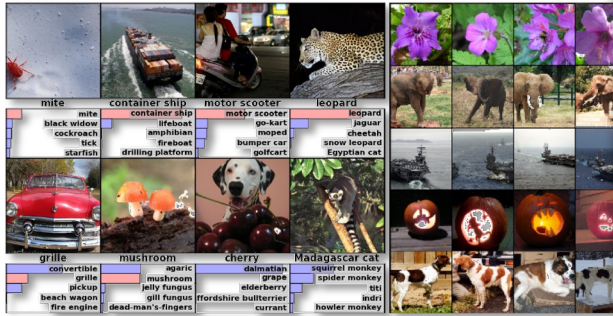 mite
container ship
motor scooter
leopard
mite
black widow
cockroach
tick
starfish
container ship
lifeboat
amphibian
fireboat
drilling platform
motor scooter
go-kart
moped
bumper car
golfcart
leopard
jaguar
cheetah
snow leopard
Egyptian cat
grille
mushroom
cherry
Madagascar cat
convertible
grille
pickup
beach wagon
fire engine
agaric
mushroom
jelly fungus
gill fungus
dead-man's-fingers
dalmatian
grape
elderberry
ffordshire bullterrier
currant
squirrel monkey
spider monkey
titi
indri
howler monkey